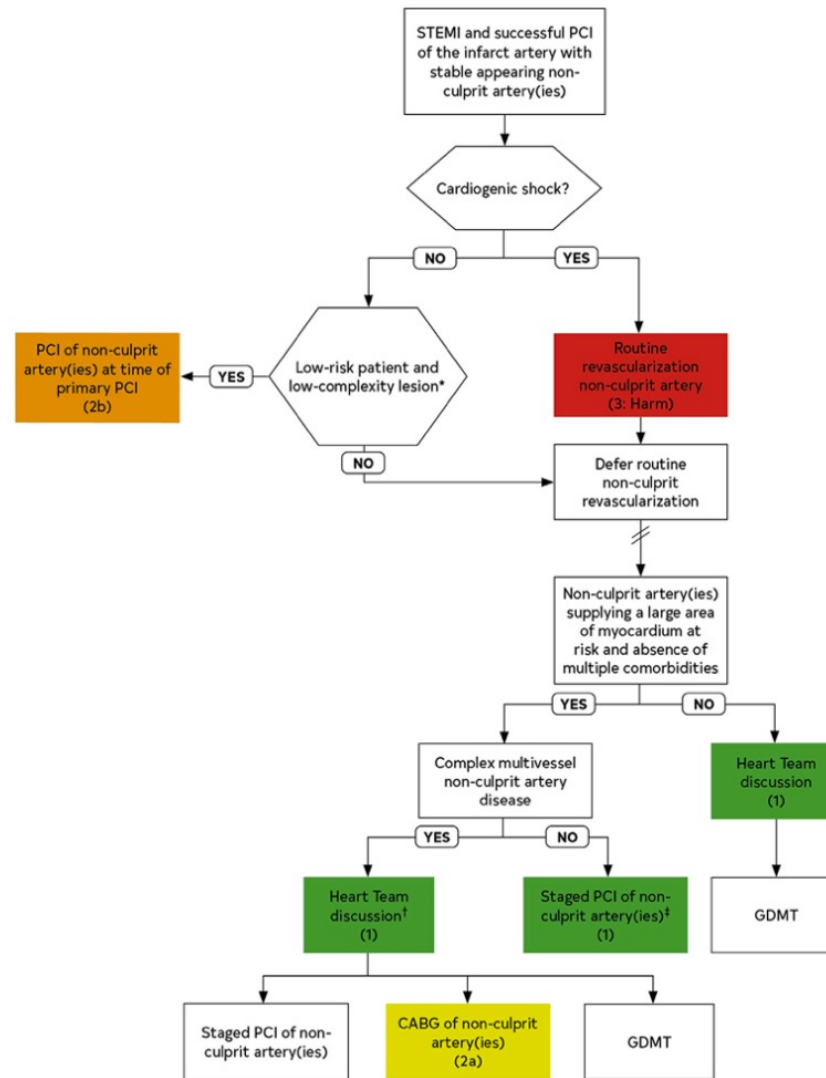 STEMI and successful PCI
of the infarct artery with
stable appearing non-
culprit artery(ies)
Cardiogenic shock?
NO
YES
PCI of non-culprit
artery(ies) at time of
primary PCI
(2b)
YES
Low-risk patient and
low-complexity lesion*
Routine
revascularization
non-culprit artery
(3: Harm)
NO
Defer routine
non-culprit
revascularization
Non-culprit artery(ies)
supplying a large area
of myocardium at
risk and absence of
multiple comorbidities
YES
NO
Complex multivessel
non-culprit artery
disease
Heart Team
discussion
(1)
YES
NO
Heart Team
discussion†
(1)
Staged PCI of non-
culprit artery(ies)‡
(1)
GDMT
Staged PCI of non-
culprit artery(ies)
CABG of non-culprit
artery(ies)
(2a)
GDMT